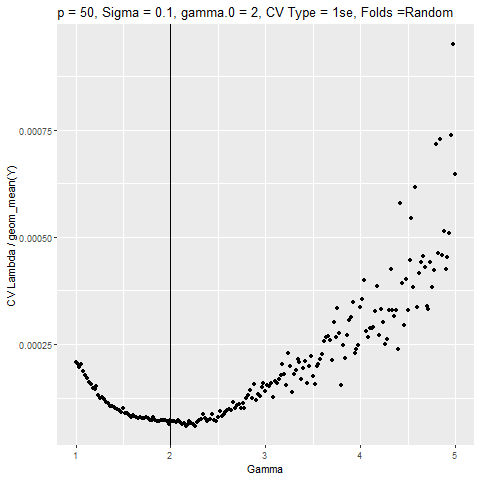 p = 50, Sigma = 0.1, gamma.0 = 2, CV Type = 1se, Folds =Random
CV Lambda / geom_mean(Y)
0.00075
0.00050
0.00025
1 2 3 4 5
Gamma